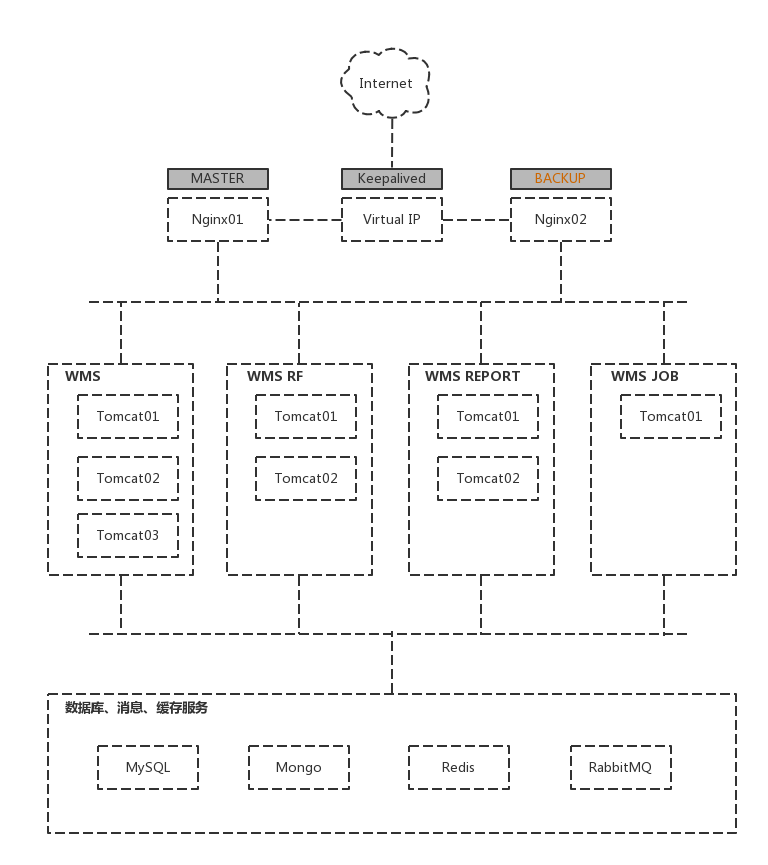 Internet
MASTER
Keepalived
BACKUP
Nginx01
Virtual IP
Nginx02
WMS
Tomcat01
Tomcat02
Tomcat03
WMS RF
Tomcat01
Tomcat02
WMS REPORT
Tomcat01
Tomcat02
WMS JOB
Tomcat01
数据库、消息、缓存服务
MySQL
Mongo
Redis
RabbitMQ